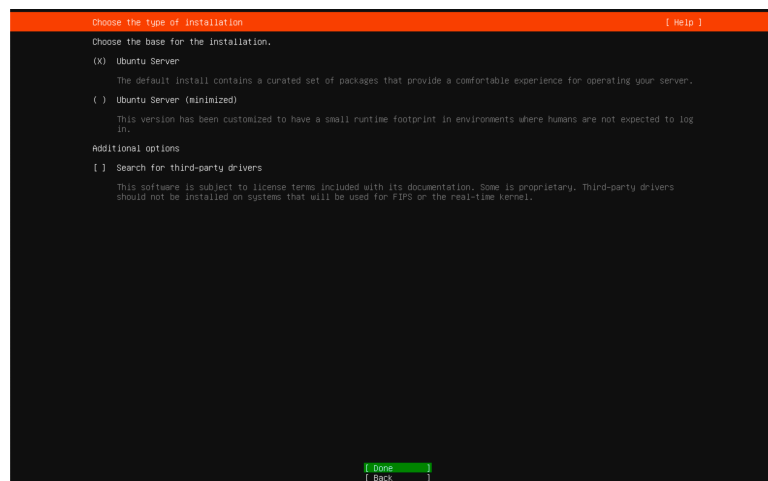 Choose the type of installation [ Help ]
Choose the base for the installation.
(X) Ubuntu Server
The default install contains a curated set of packages that provide a comfortable experience for operating your server.
( ) Ubuntu Server (minimized)
This version has been customized to have a small runtime footprint in environments where humans are not expected to log
in.
Additional options
[ ] Search for third-party drivers
This software is subject to license terms included with its documentation. Some is proprietary. Third-party drivers
should not be installed on systems that will be used for FIPS or the real-time kernel.
[ Done ]
[ Back ]